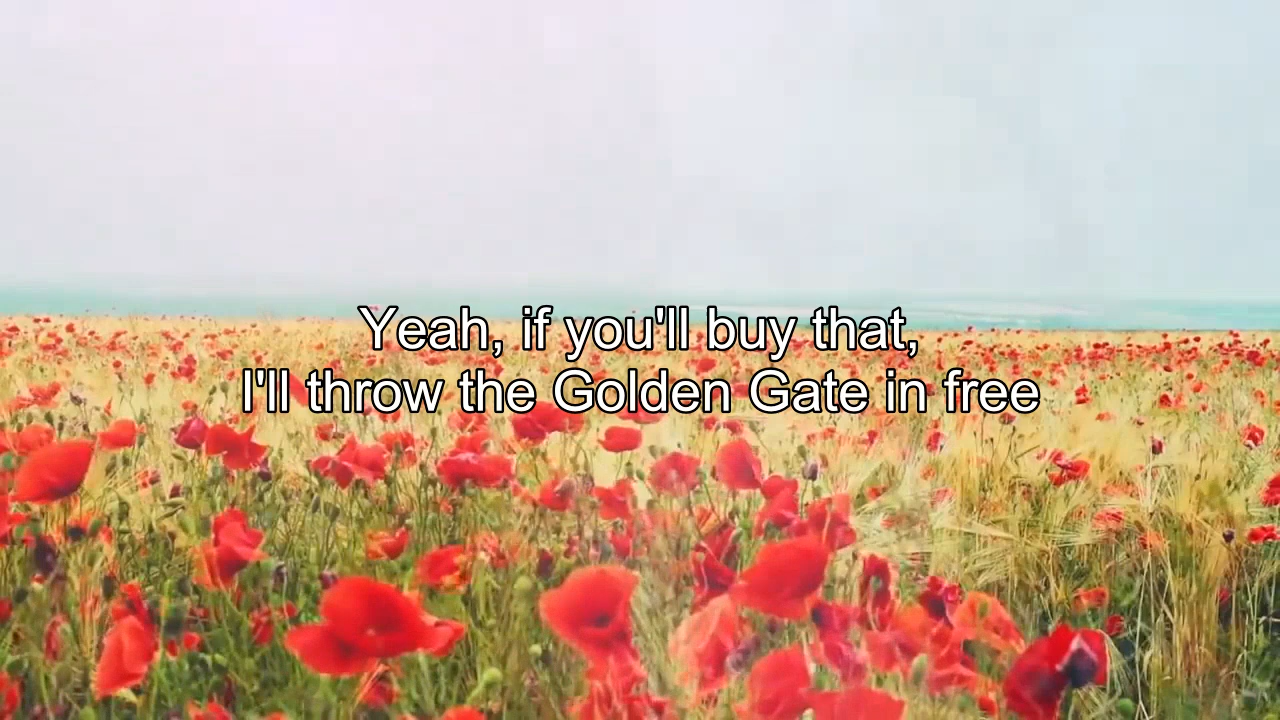 Yeah, if you'll buy that,
I'll throw the Golden Gate in free